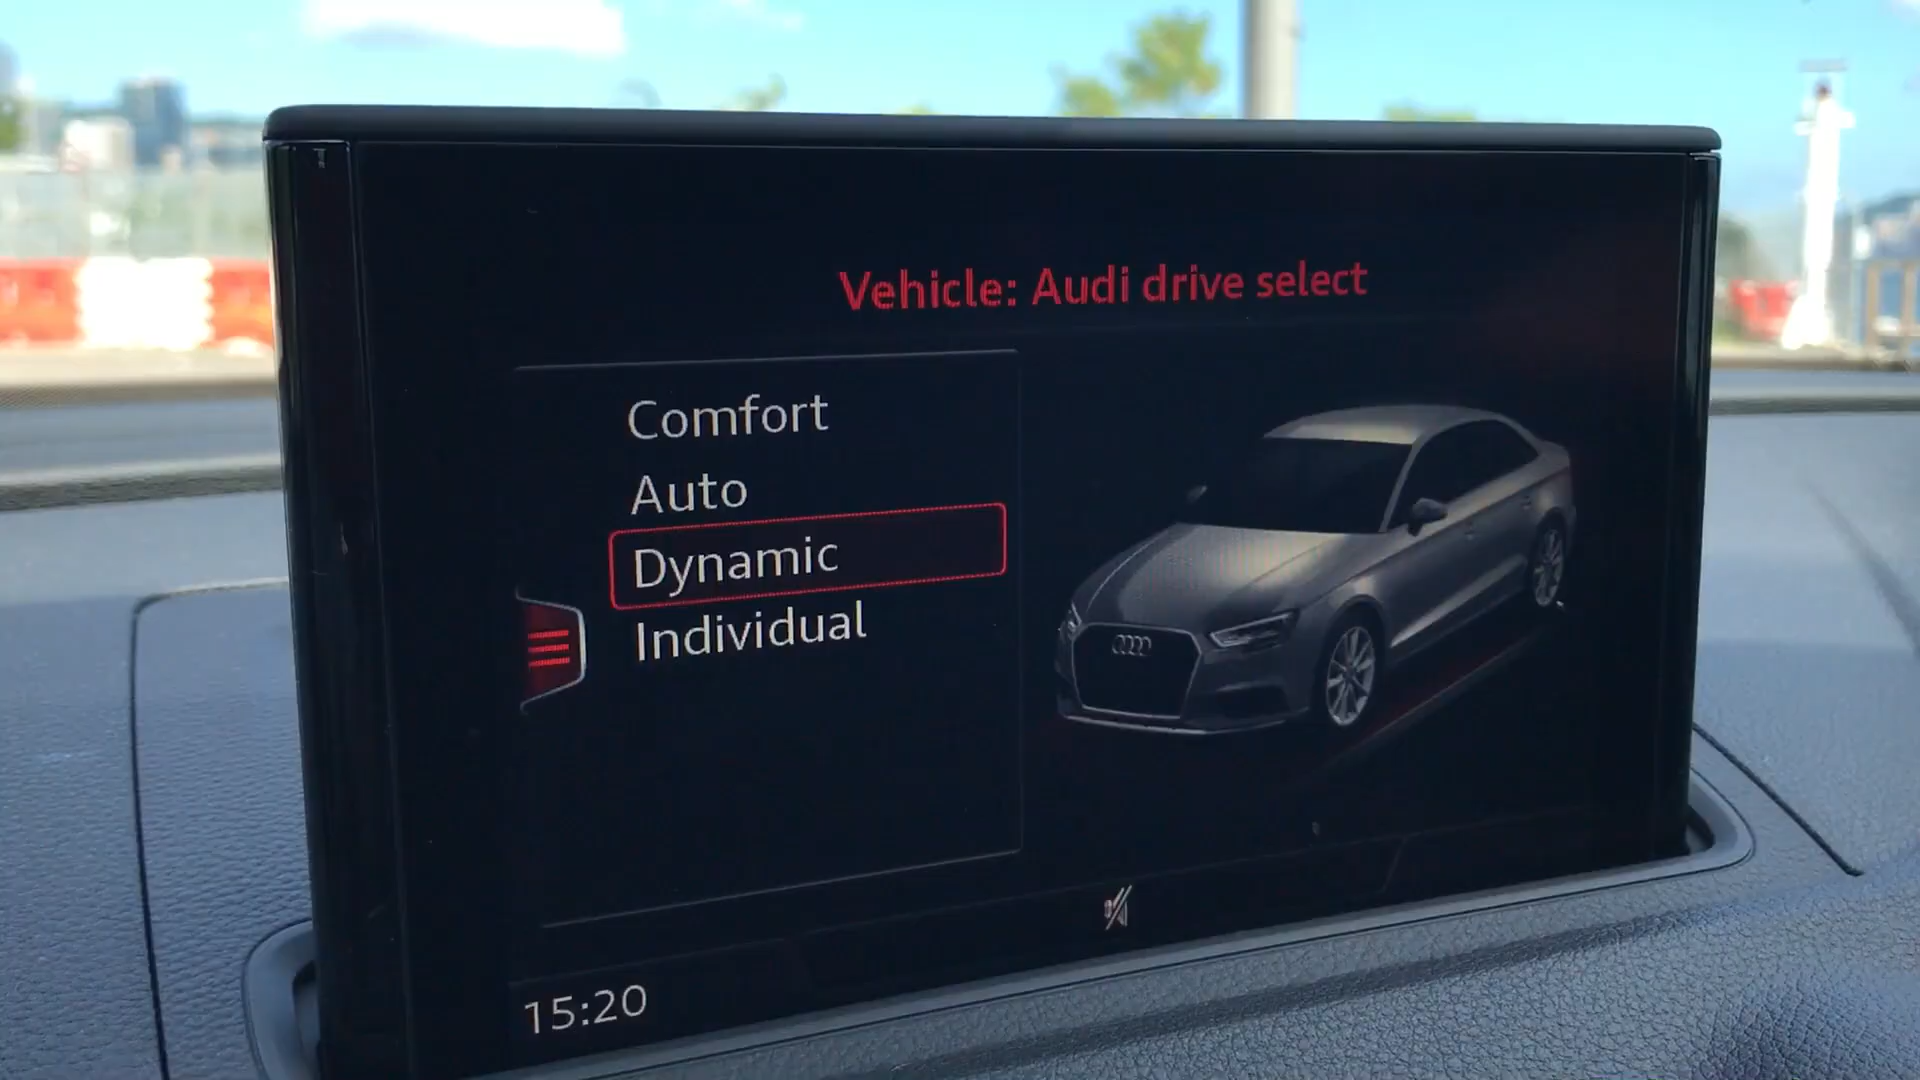 Vehicle: Audi drive select
Comfort
Auto
Dynamic
Individual
15:20